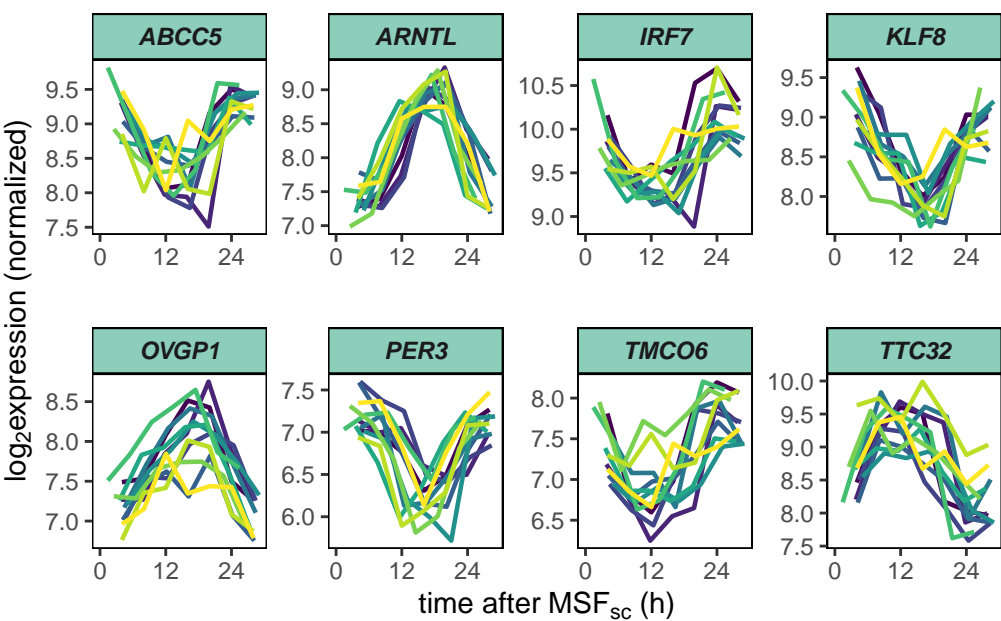 ABCC5 ARNTL IRF7 KLF8
9.5 9.0 8.5 8.0 7.5
9.0 8.5 8.0 7.5 7.0
10.5 10.0 9.5 9.0
9.5 9.0 8.5 8.0
0 12 24 0 12 24 0 12 24 0 12 24
log₂expression (normalized)
OVGP1 PER3 TMCO6 TTC32
8.5 8.0 7.5 7.0
7.5 7.0 6.5 6.0
8.0 7.5 7.0 6.5
10.0 9.5 9.0 8.5 8.0 7.5
0 12 24 0 12 24 0 12 24 0 12 24
time after MSFsc (h)